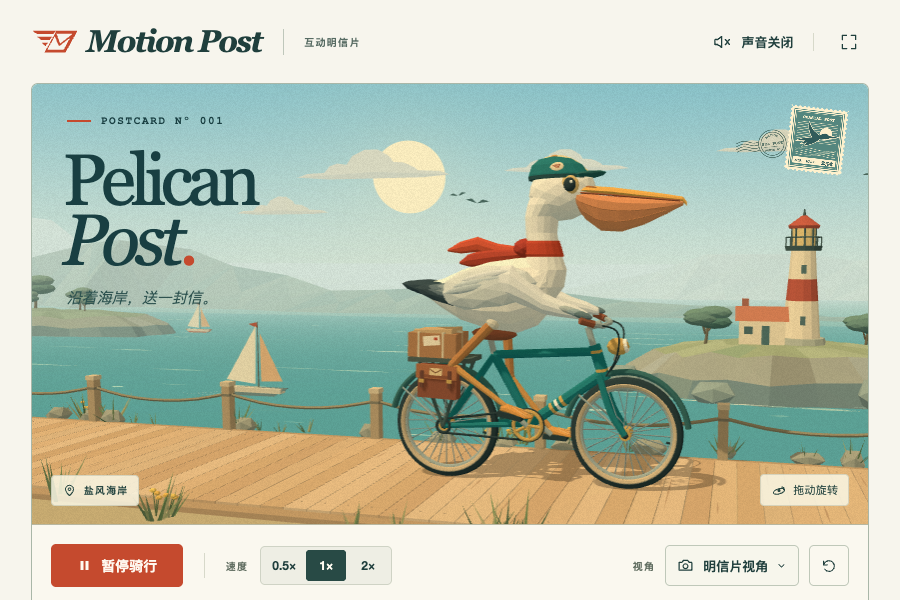 Motion Post
互动明信片
声音关闭
POSTCARD N° 001
Pelican
Post.
沿着海岸，送一封信。
盐风海岸
拖动旋转
暂停骑行
速度
0.5×
1×
2×
视角
明信片视角